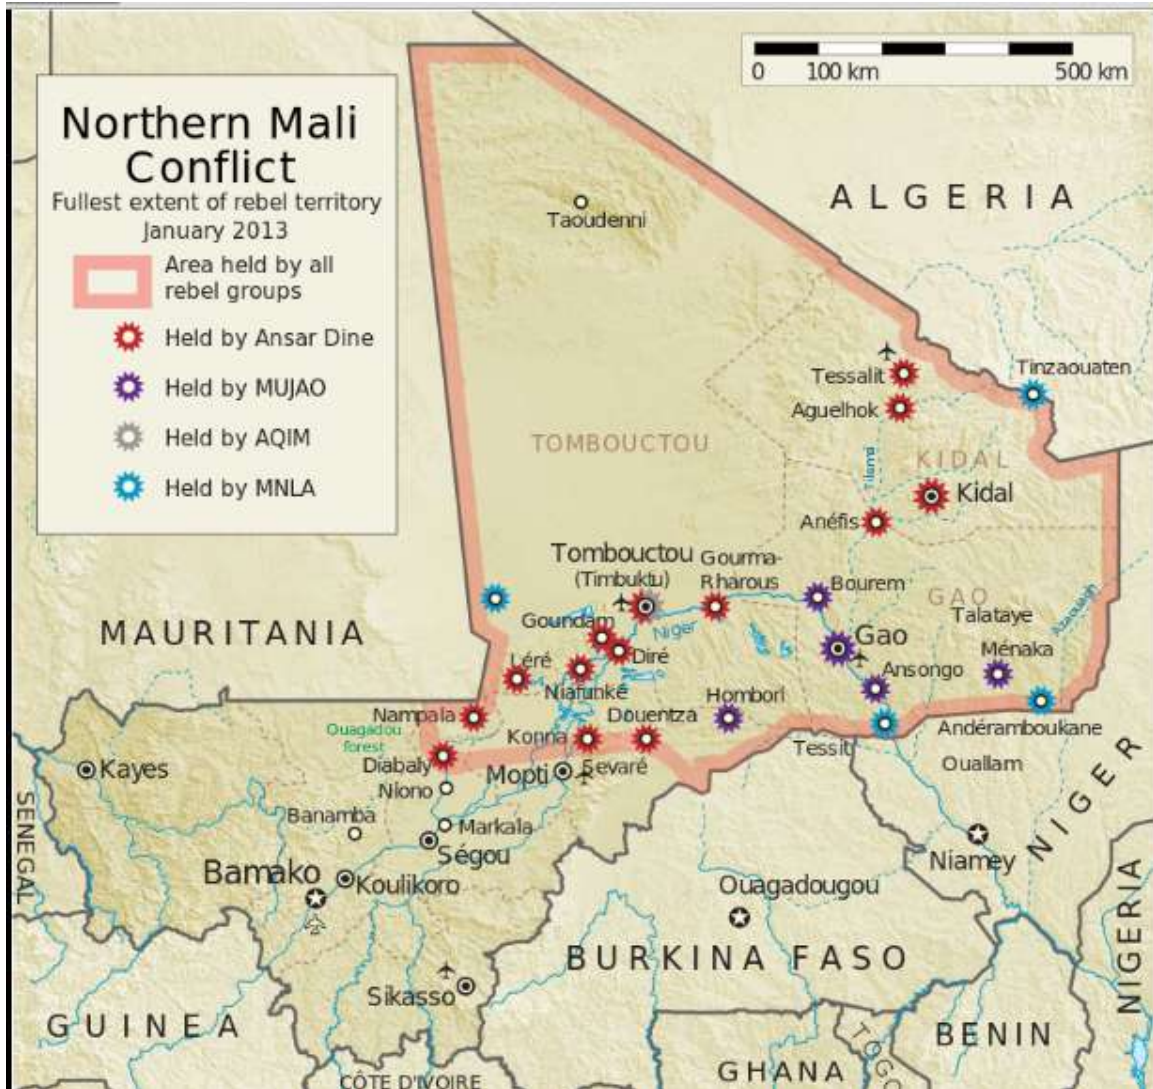 Northern Mali
Conflict
Fullest extent of rebel territory
January 2013
Area held by all
rebel groups
Held by Ansar Dine
Held by MUJAO
Held by AQIM
Held by MNLA
0 100 km 500 km
ALGERIA
Taoudenni
Tessalit
Tinzaouaten
Aguelhok
TOMBOUCTOU
KIDAL
Tilemsi
Kidal
Anéfis
Tombouctou
(Timbuktu)
Gourma-
Rharous
Bourem
GAO
Talataye
Azaouagh
MAURITANIA
Goundam
Niger
Gao
Diré
Ménaka
Léré
Ansongo
Niafunké
Hombori
Nampala
Douentza
Ouagadou
forest
Konna
Andéramboukane
Tessit
Diabaly
Sevaré
Ouallam
Kayes
Mopti
Niono
NIGER
SENEGAL
Banamba
Markala
Ségou
Niamey
Bamako
Koulikoro
Ouagadougou
NIGERIA
BURKINA FASO
Sikasso
GUINEA
BENIN
TOGO
GHANA
CÔTE D'IVOIRE